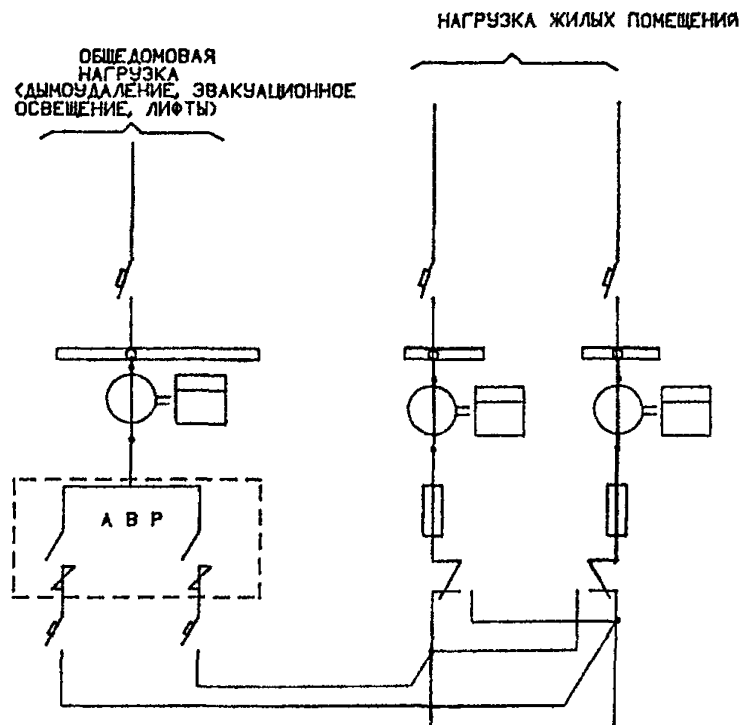 НАГРУЗКА ЖИЛЫХ ПОМЕЩЕНИЙ
ОБЩЕДОМОВАЯ
НАГРУЗКА
(ДЫМОУДАЛЕНИЕ, ЭВАКУАЦИОННОЕ
ОСВЕЩЕНИЕ, ЛИФТЫ)
А В Р